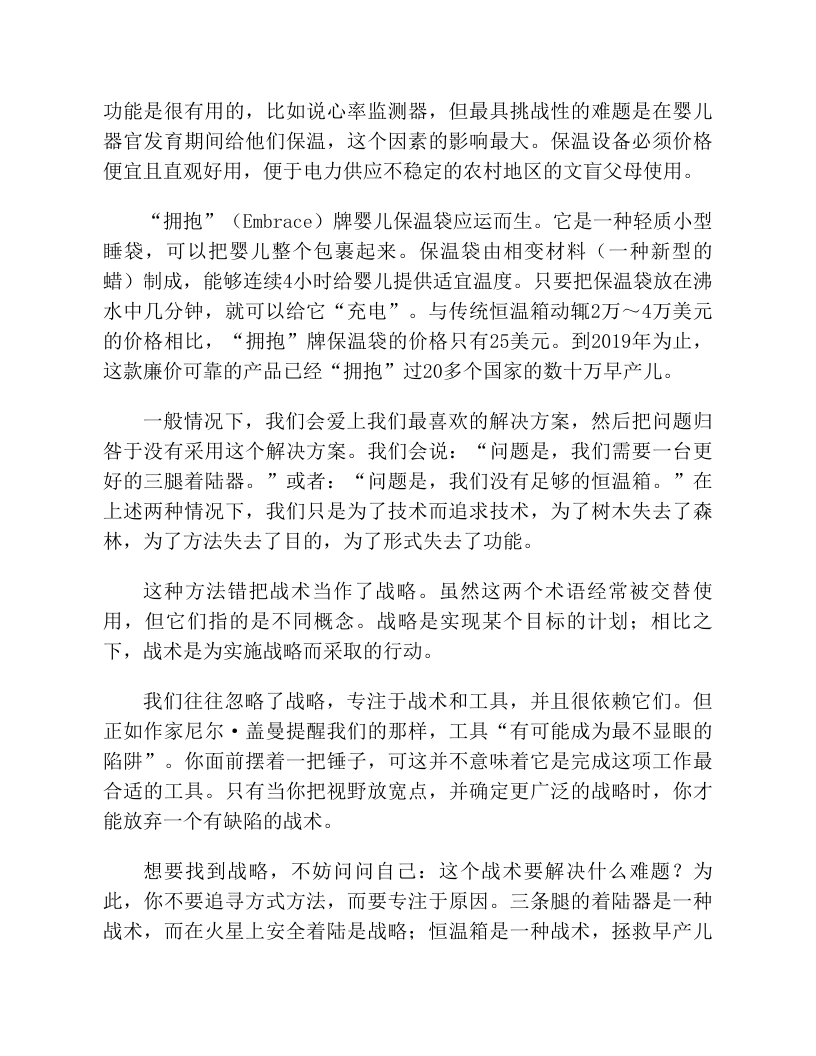 功能是很有用的，比如说心率监测器，但最具挑战性的难题是在婴儿
器官发育期间给他们保温，这个因素的影响最大。保温设备必须价格
便宜且直观好用，便于电力供应不稳定的农村地区的文盲父母使用。
“拥抱”（Embrace）牌婴儿保温袋应运而生。它是一种轻质小型
睡袋，可以把婴儿整个包裹起来。保温袋由相变材料（一种新型的
蜡）制成，能够连续4小时给婴儿提供适宜温度。只要把保温袋放在沸
水中几分钟，就可以给它“充电”。与传统恒温箱动辄2万～4万美元
的价格相比，“拥抱”牌保温袋的价格只有25美元。到2019年为止，
这款廉价可靠的产品已经“拥抱”过20多个国家的数十万早产儿。
一般情况下，我们会爱上我们最喜欢的解决方案，然后把问题归
咎于没有采用这个解决方案。我们会说：“问题是，我们需要一台更
好的三腿着陆器。”或者：“问题是，我们没有足够的恒温箱。”在
上述两种情况下，我们只是为了技术而追求技术，为了树木失去了森
林，为了方法失去了目的，为了形式失去了功能。
这种方法错把战术当作了战略。虽然这两个术语经常被交替使
用，但它们指的是不同概念。战略是实现某个目标的计划；相比之
下，战术是为实施战略而采取的行动。
我们往往忽略了战略，专注于战术和工具，并且很依赖它们。但
正如作家尼尔·盖曼提醒我们的那样，工具“有可能成为最不显眼的
陷阱”。你面前摆着一把锤子，可这并不意味着它是完成这项工作最
合适的工具。只有当你把视野放宽点，并确定更广泛的战略时，你才
能放弃一个有缺陷的战术。
想要找到战略，不妨问问自己：这个战术要解决什么难题？为
此，你不要追寻方式方法，而要专注于原因。三条腿的着陆器是一种
战术，而在火星上安全着陆是战略；恒温箱是一种战术，拯救早产儿